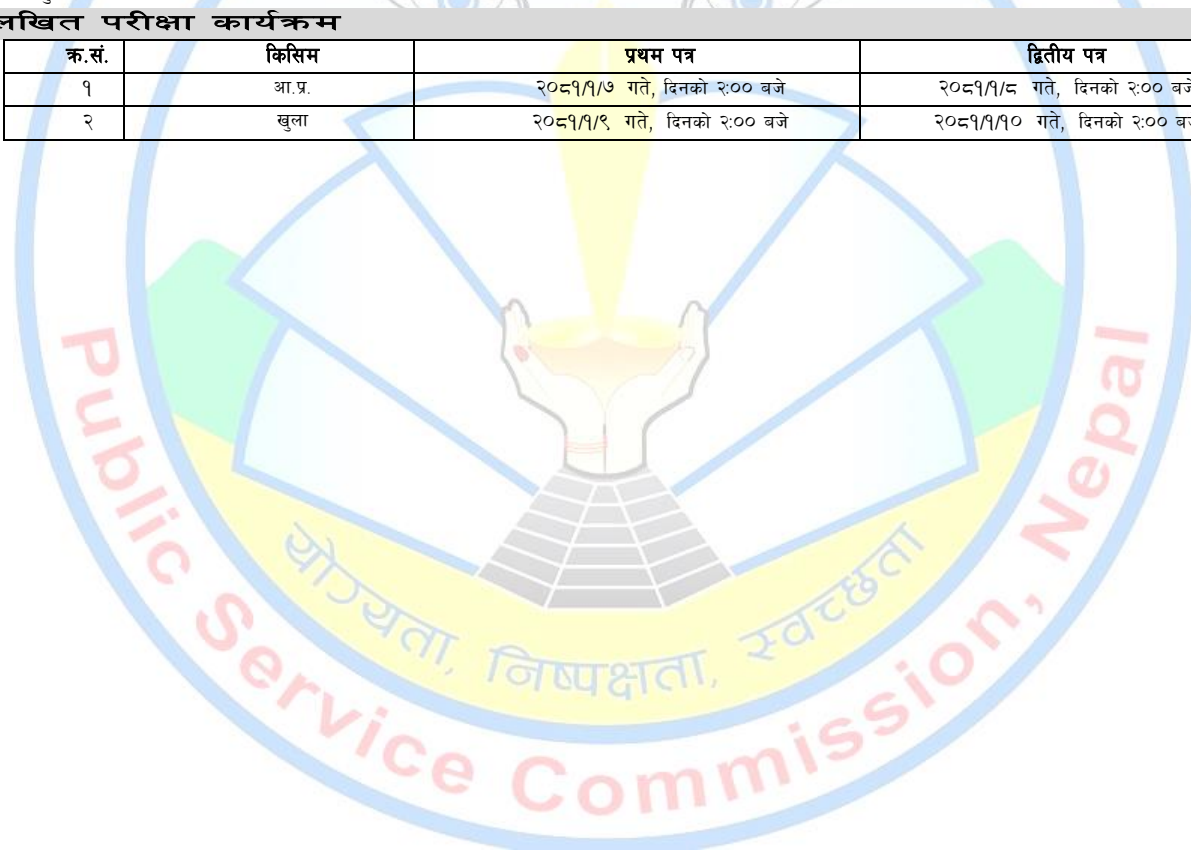 लिखित परीक्षा कार्यक्रम
क्र.सं. किसिम प्रथम पत्र द्वितीय पत्र
१ आ.प्र. २०८१/१/७ गते, दिनको २:०० बजे २०८१/१/८ गते, दिनको २:०० बजे
२ खुला २०८१/१/९ गते, दिनको २:०० बजे २०८१/१/१० गते, दिनको २:०० बजे
योग्यता, निष्पक्षता, स्वच्छता
Public Service Commission, Nepal